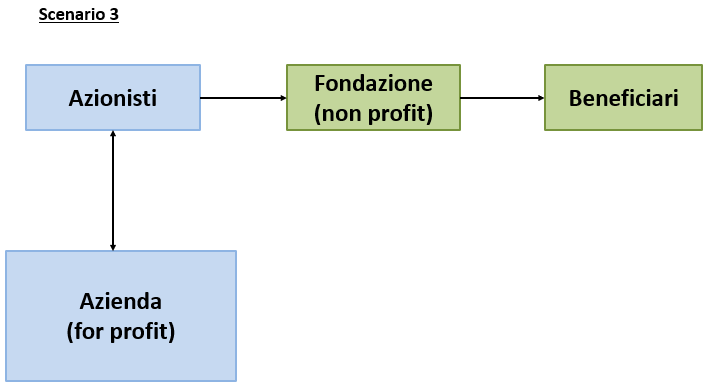 Scenario 3
Azionisti
Fondazione
(non profit)
Beneficiari
Azienda
(for profit)